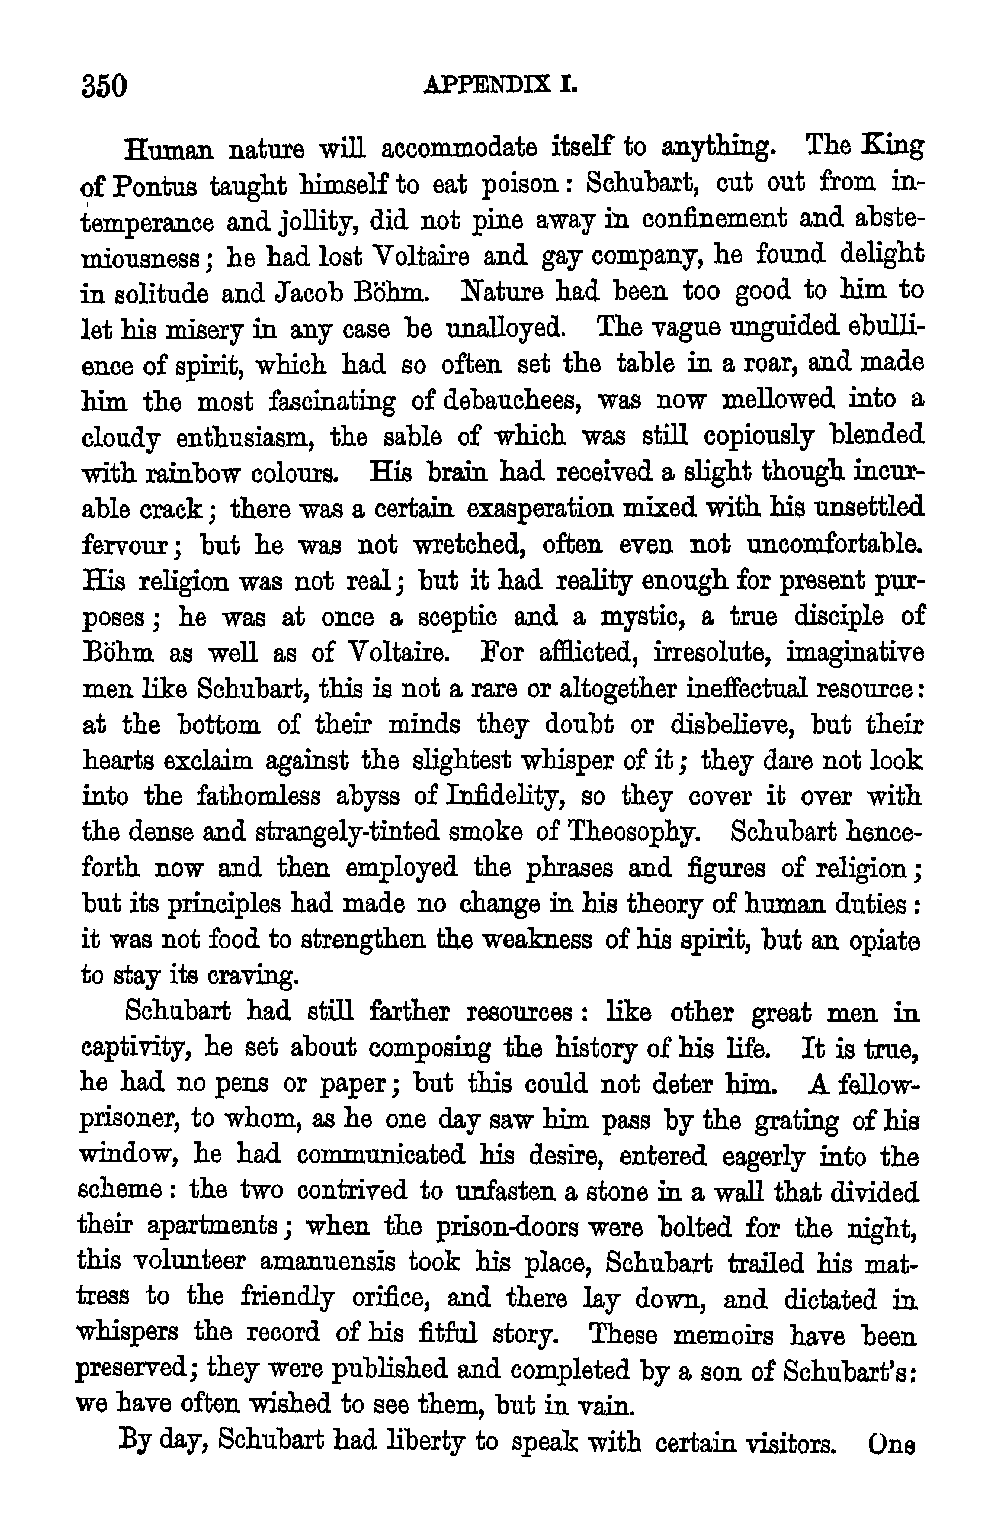 350 APPENDIX I.
Human nature will accommodate itself to anything. The King
of Pontus taught himself to eat poison: Schubart, cut out from in-
temperance and jollity, did not pine away in confinement and abste-
miousness; he had lost Voltaire and gay company, he found delight
in solitude and Jacob Böhm. Nature had been too good to him to
let his misery in any case be unalloyed. The vague unguided ebulli-
ence of spirit, which had so often set the table in a roar, and made
him the most fascinating of debauchees, was now mellowed into a
cloudy enthusiasm, the sable of which was still copiously blended
with rainbow colours. His brain had received a slight though incur-
able crack; there was a certain exasperation mixed with his unsettled
fervour; but he was not wretched, often even not uncomfortable.
His religion was not real; but it had reality enough for present pur-
poses; he was at once a sceptic and a mystic, a true disciple of
Böhm as well as of Voltaire. For afflicted, irresolute, imaginative
men like Schubart, this is not a rare or altogether ineffectual resource:
at the bottom of their minds they doubt or disbelieve, but their
hearts exclaim against the slightest whisper of it; they dare not look
into the fathomless abyss of Infidelity, so they cover it over with
the dense and strangely-tinted smoke of Theosophy. Schubart hence-
forth now and then employed the phrases and figures of religion;
but its principles had made no change in his theory of human duties:
it was not food to strengthen the weakness of his spirit, but an opiate
to stay its craving.
Schubart had still farther resources: like other great men in
captivity, he set about composing the history of his life. It is true,
he had no pens or paper; but this could not deter him. A fellow-
prisoner, to whom, as he one day saw him pass by the grating of his
window, he had communicated his desire, entered eagerly into the
scheme: the two contrived to unfasten a stone in a wall that divided
their apartments; when the prison-doors were bolted for the night,
this volunteer amanuensis took his place, Schubart trailed his mat-
tress to the friendly orifice, and there lay down, and dictated in
whispers the record of his fitful story. These memoirs have been
preserved; they were published and completed by a son of Schubart's:
we have often wished to see them, but in vain.
By day, Schubart had liberty to speak with certain visitors. One